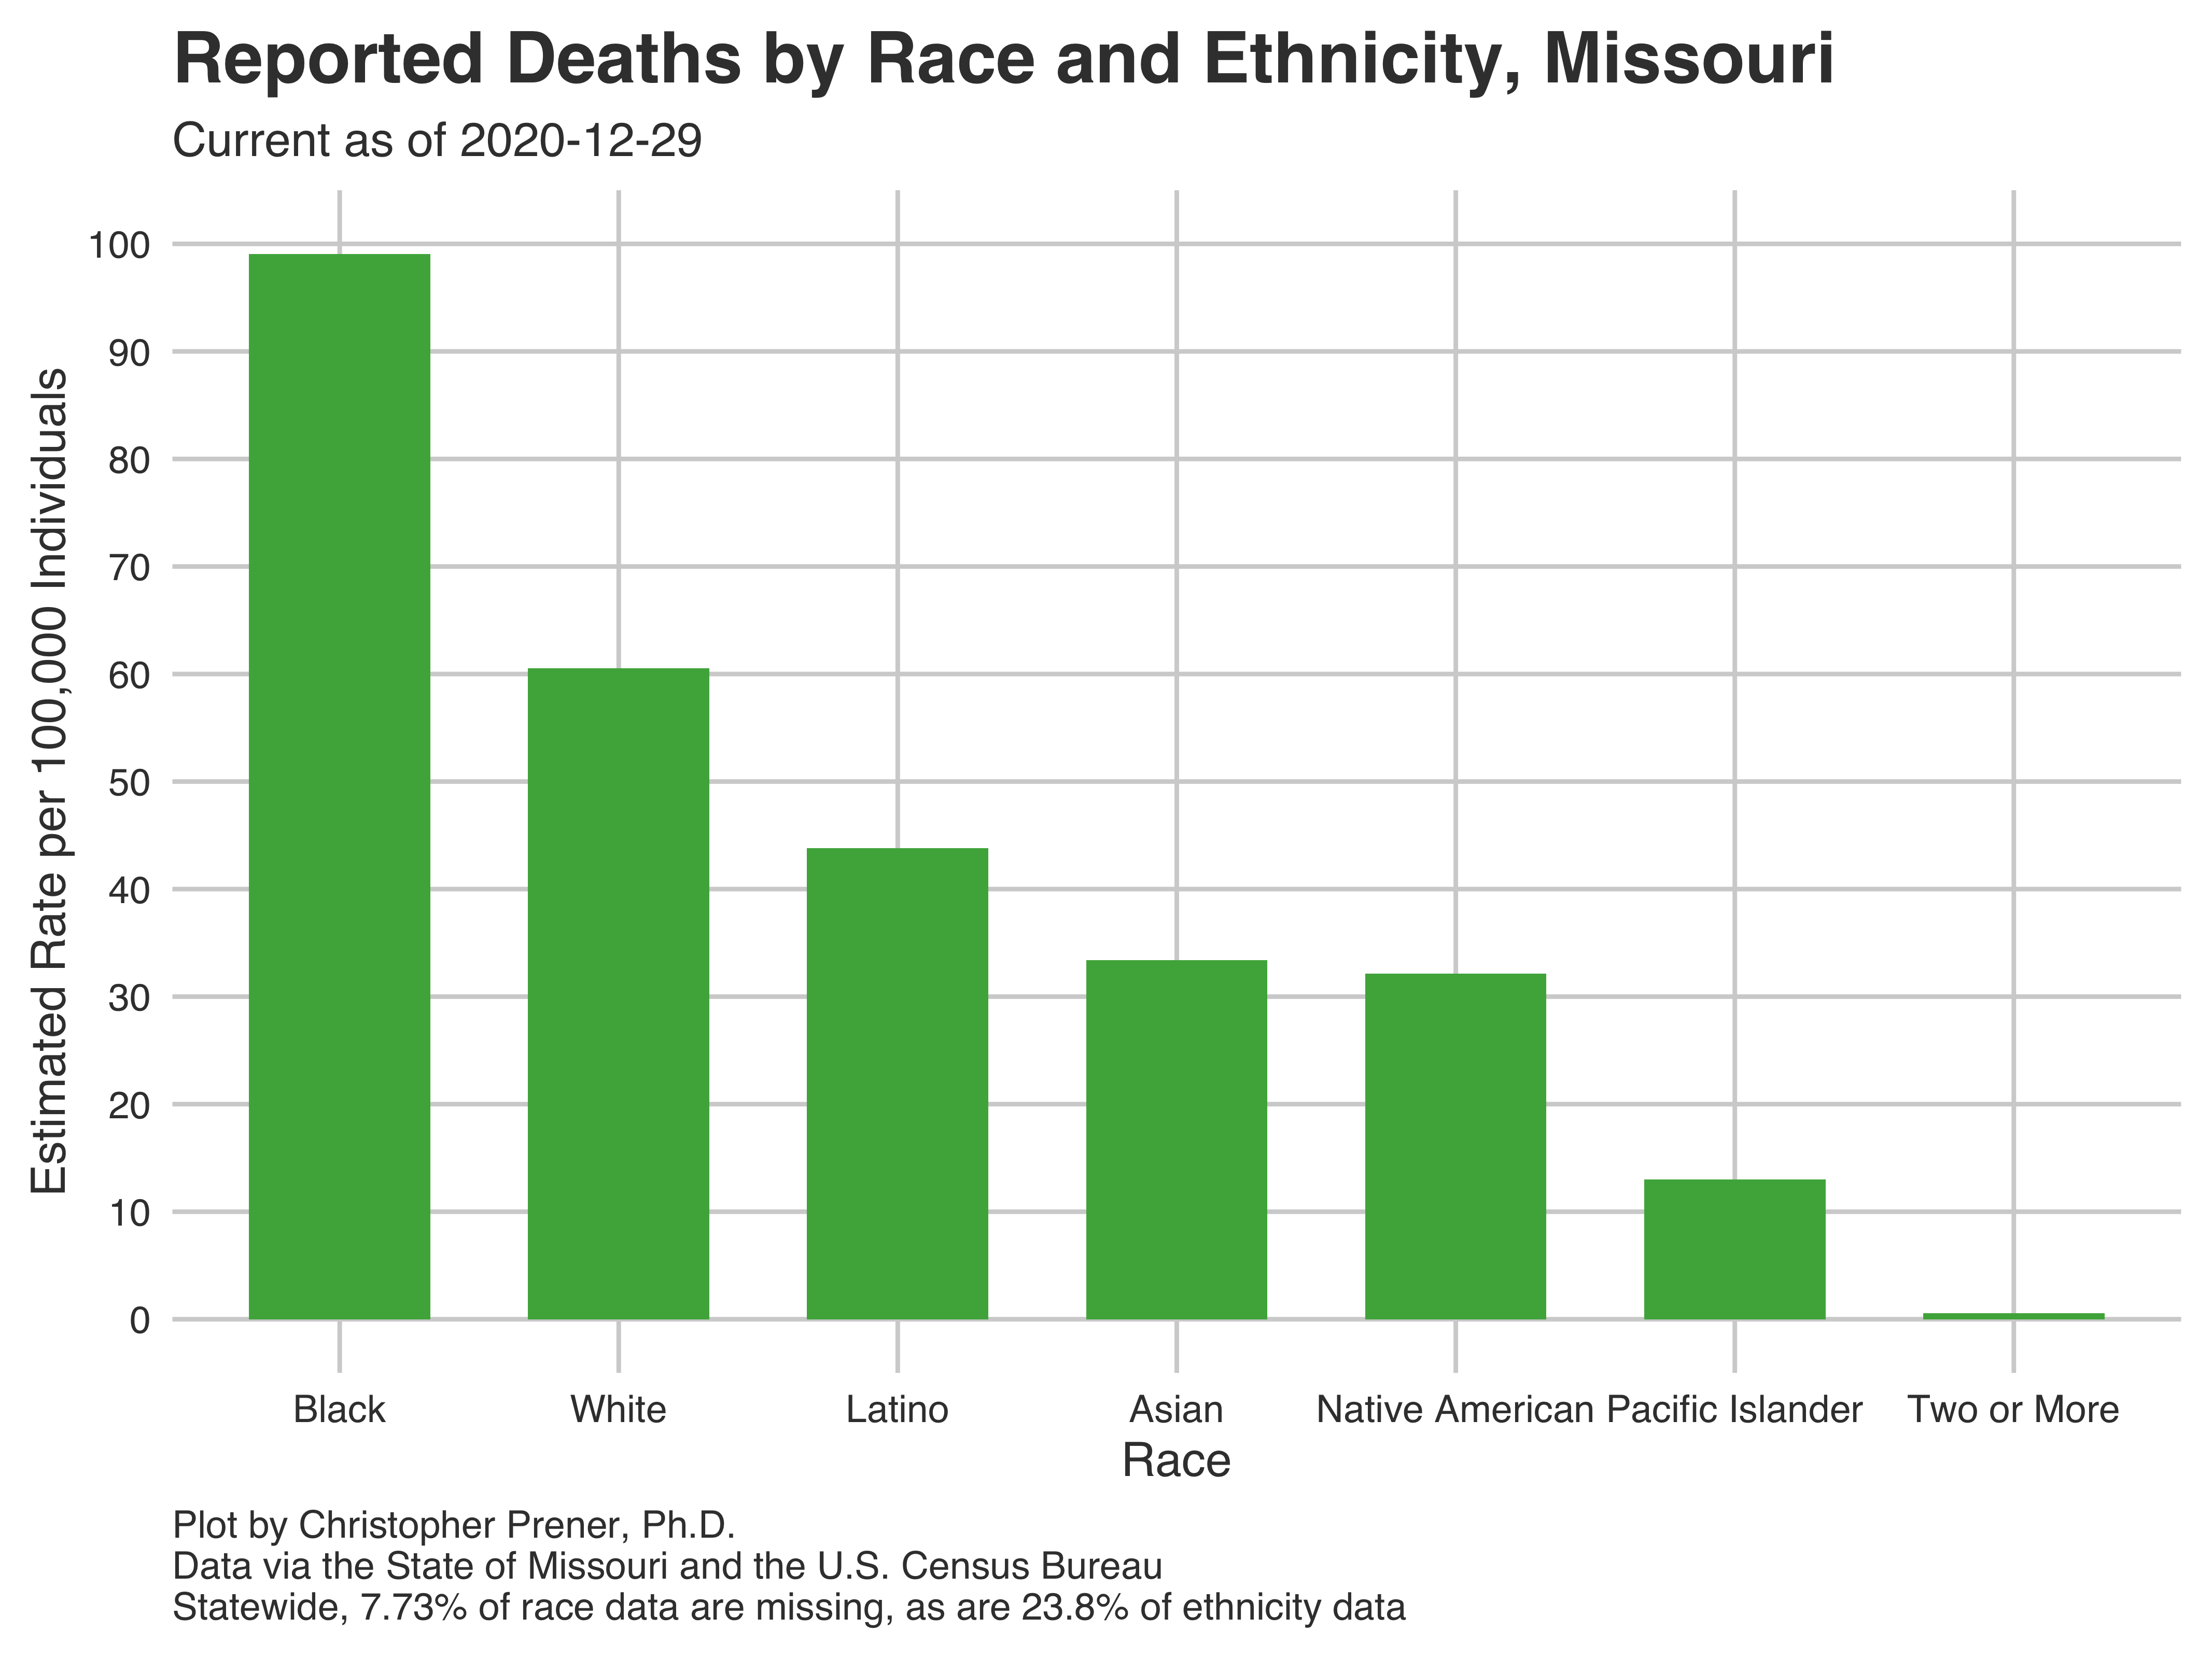 Reported Deaths by Race and Ethnicity, Missouri
Current as of 2020-12-29
Estimated Rate per 100,000 Individuals
100
90
80
70
60
50
40
30
20
10
0
Black White Latino Asian Native American Pacific Islander Two or More
Race
Plot by Christopher Prener, Ph.D.
Data via the State of Missouri and the U.S. Census Bureau
Statewide, 7.73% of race data are missing, as are 23.8% of ethnicity data